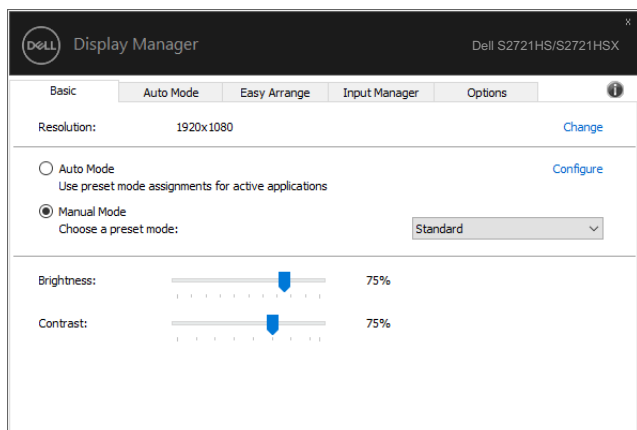 x
DELL Display Manager Dell S2721HS/S2721HSX
Basic Auto Mode Easy Arrange Input Manager Options i
Resolution: 1920x1080 Change
Auto Mode Configure
Use preset mode assignments for active applications
Manual Mode
Choose a preset mode: Standard
Brightness: 75%
Contrast: 75%